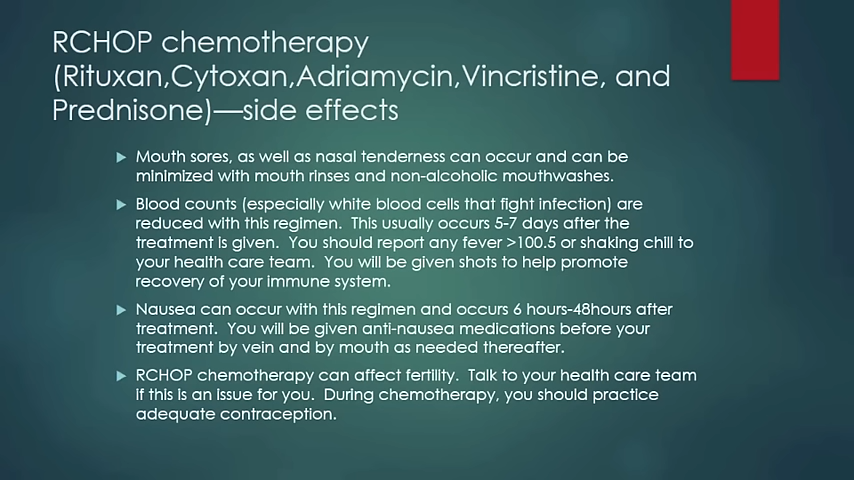 RCHOP chemotherapy
(Rituxan,Cytoxan,Adriamycin,Vincristine, and
Prednisone)—side effects
Mouth sores, as well as nasal tenderness can occur and can be
minimized with mouth rinses and non-alcoholic mouthwashes.
Blood counts (especially white blood cells that fight infection) are
reduced with this regimen.  This usually occurs 5-7 days after the
treatment is given.  You should report any fever >100.5 or shaking chill to
your health care team.  You will be given shots to help promote
recovery of your immune system.
Nausea can occur with this regimen and occurs 6 hours-48hours after
treatment.  You will be given anti-nausea medications before your
treatment by vein and by mouth as needed thereafter.
RCHOP chemotherapy can affect fertility.  Talk to your health care team
if this is an issue for you.  During chemotherapy, you should practice
adequate contraception.